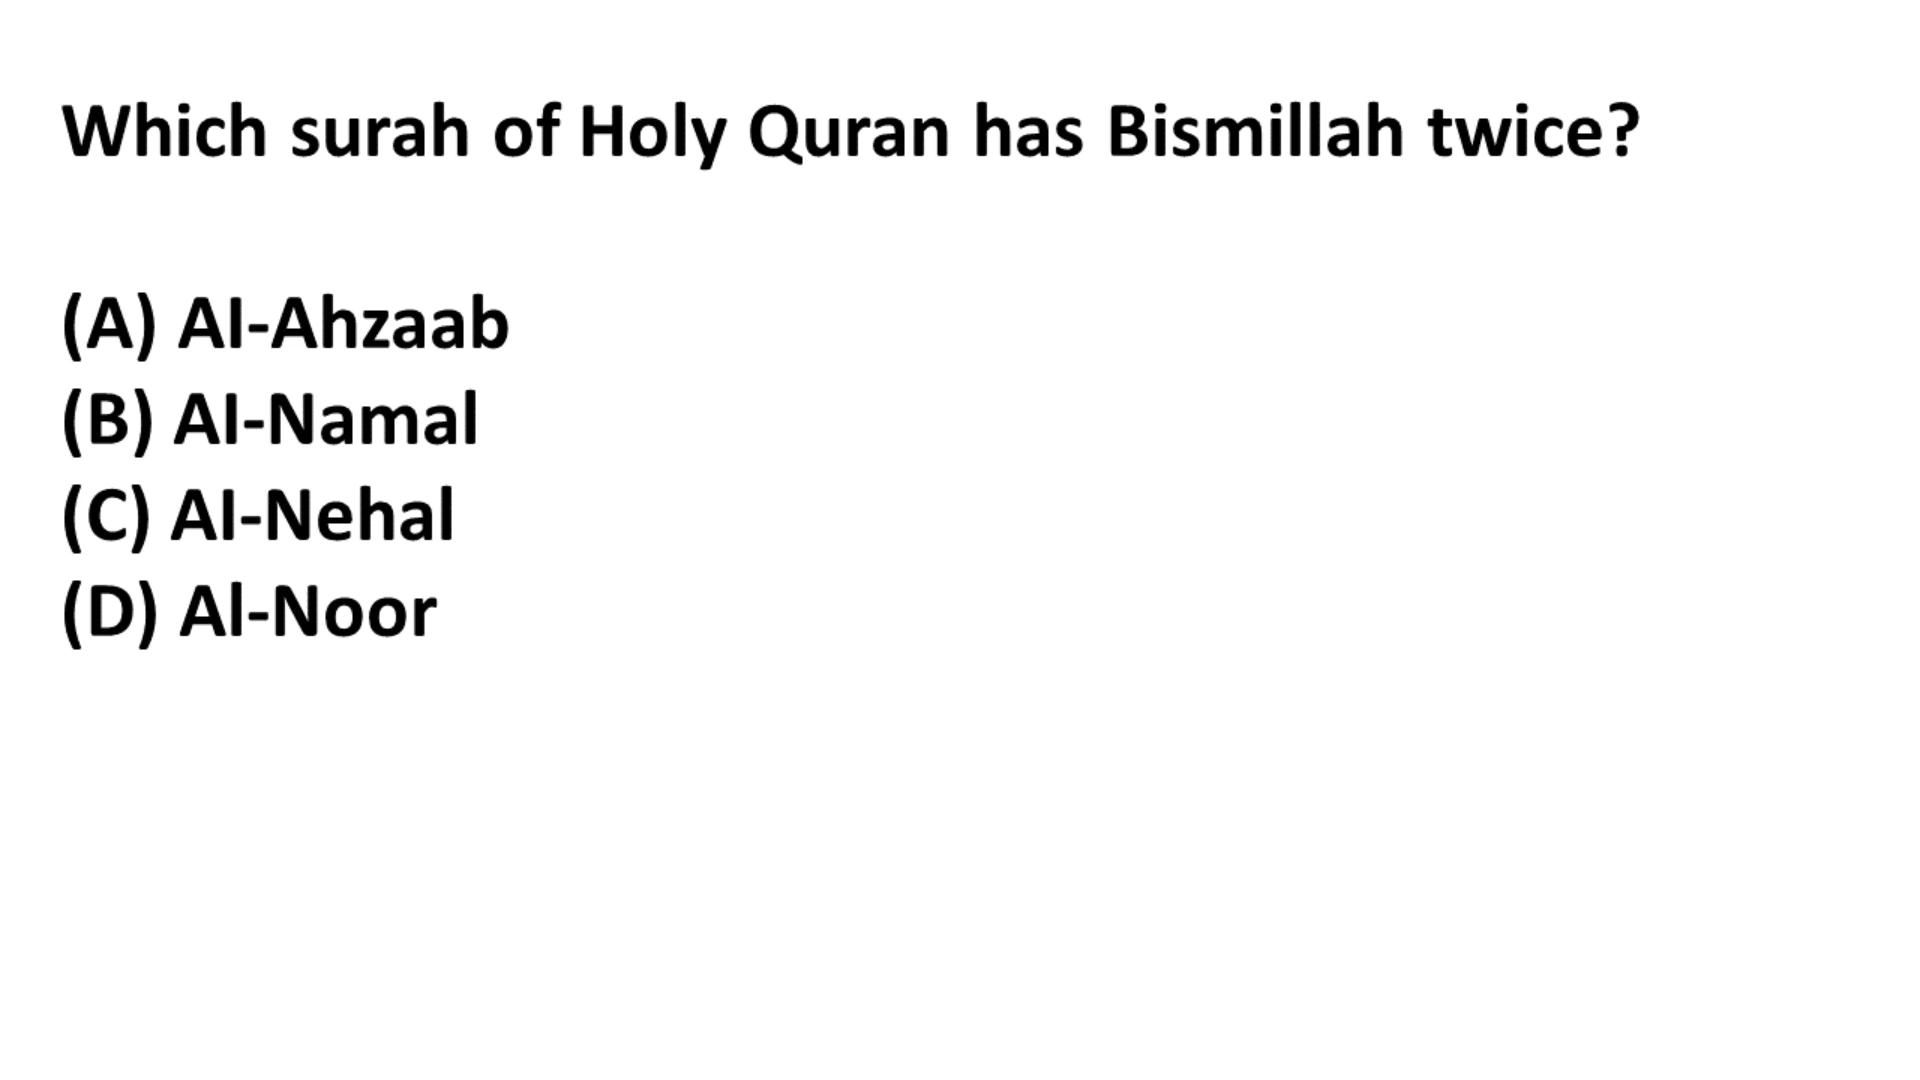 Which surah of Holy Quran has Bismillah twice?
(A) Al-Ahzaab
(B) Al-Namal
(C) Al-Nehal
(D) Al-Noor